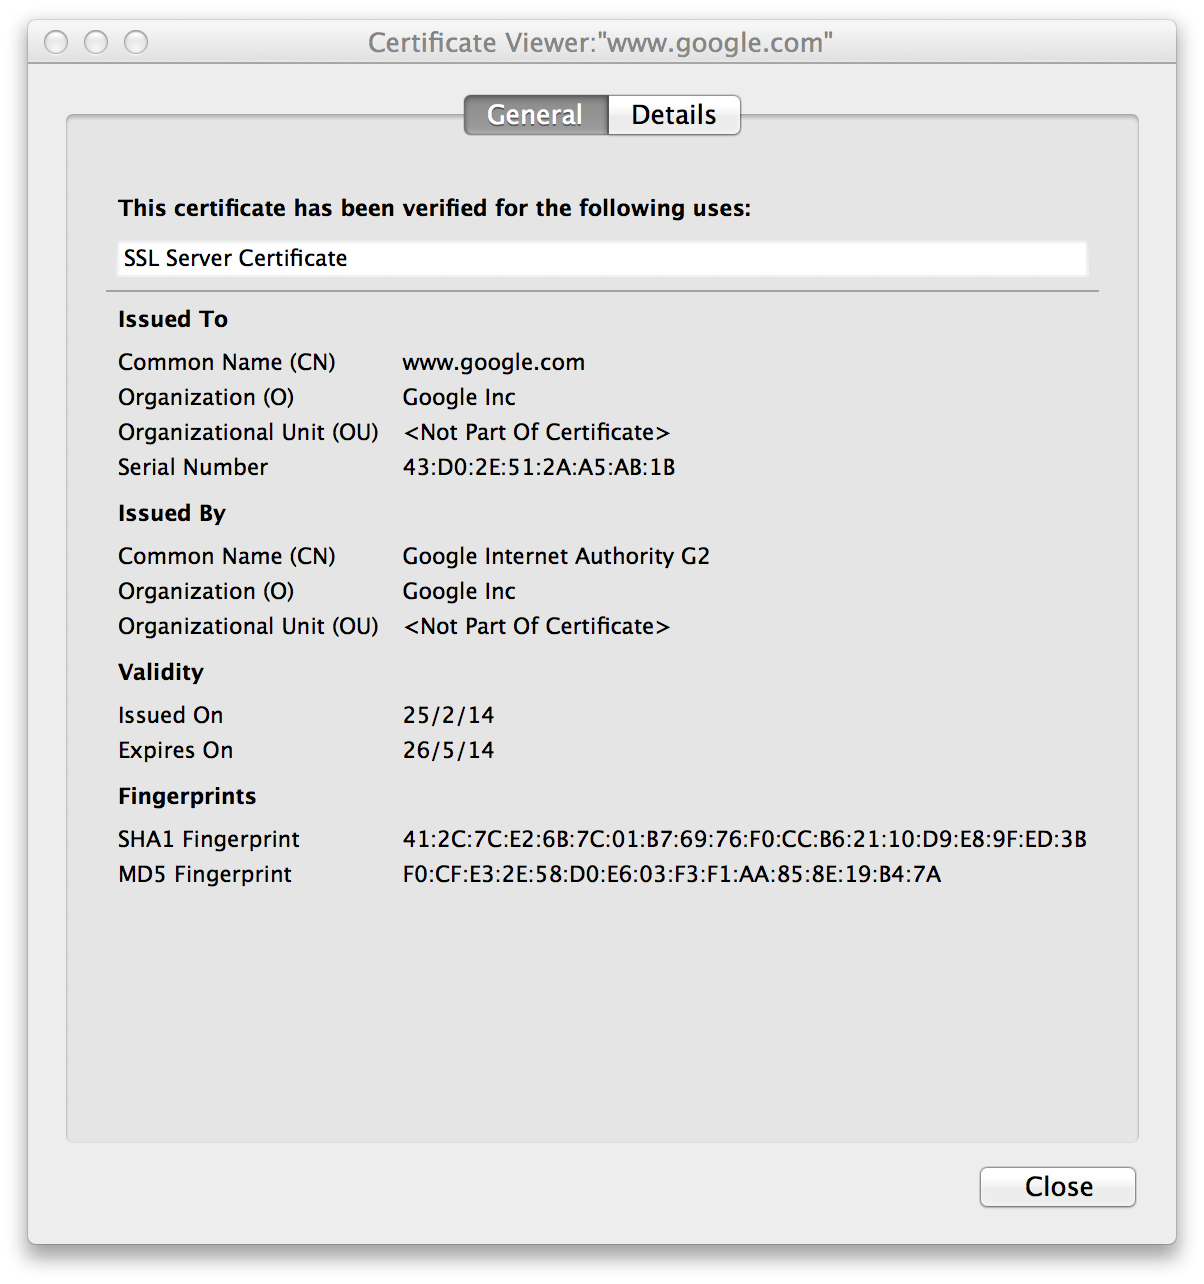 Certificate Viewer:"www.google.com"
General Details
This certificate has been verified for the following uses:
SSL Server Certificate
Issued To
Common Name (CN) www.google.com
Organization (O) Google Inc
Organizational Unit (OU) <Not Part Of Certificate>
Serial Number 43:D0:2E:51:2A:A5:AB:1B
Issued By
Common Name (CN) Google Internet Authority G2
Organization (O) Google Inc
Organizational Unit (OU) <Not Part Of Certificate>
Validity
Issued On 25/2/14
Expires On 26/5/14
Fingerprints
SHA1 Fingerprint 41:2C:7C:E2:6B:7C:01:B7:69:76:F0:CC:B6:21:10:D9:E8:9F:ED:3B
MD5 Fingerprint F0:CF:E3:2E:58:D0:E6:03:F3:F1:AA:85:8E:19:B4:7A
Close